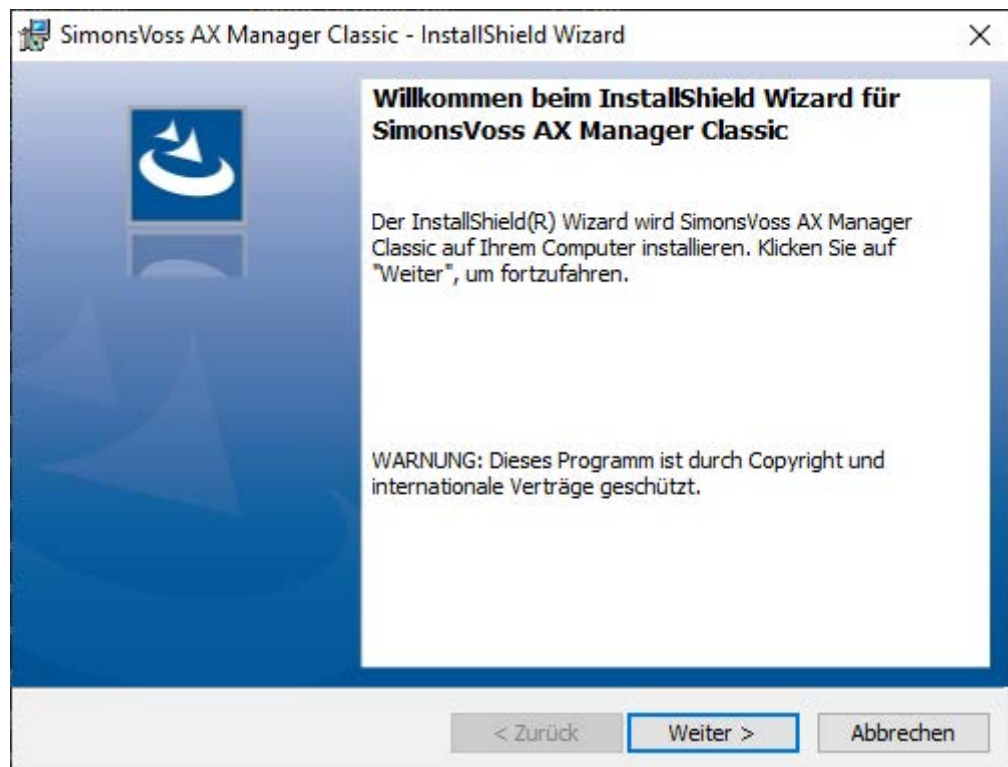 SimonsVoss AX Manager Classic - InstallShield Wizard
Willkommen beim InstallShield Wizard für
SimonsVoss AX Manager Classic
Der InstallShield(R) Wizard wird SimonsVoss AX Manager
Classic auf Ihrem Computer installieren. Klicken Sie auf
"Weiter", um fortzufahren.
WARNUNG: Dieses Programm ist durch Copyright und
internationale Verträge geschützt.
< Zurück
Weiter >
Abbrechen